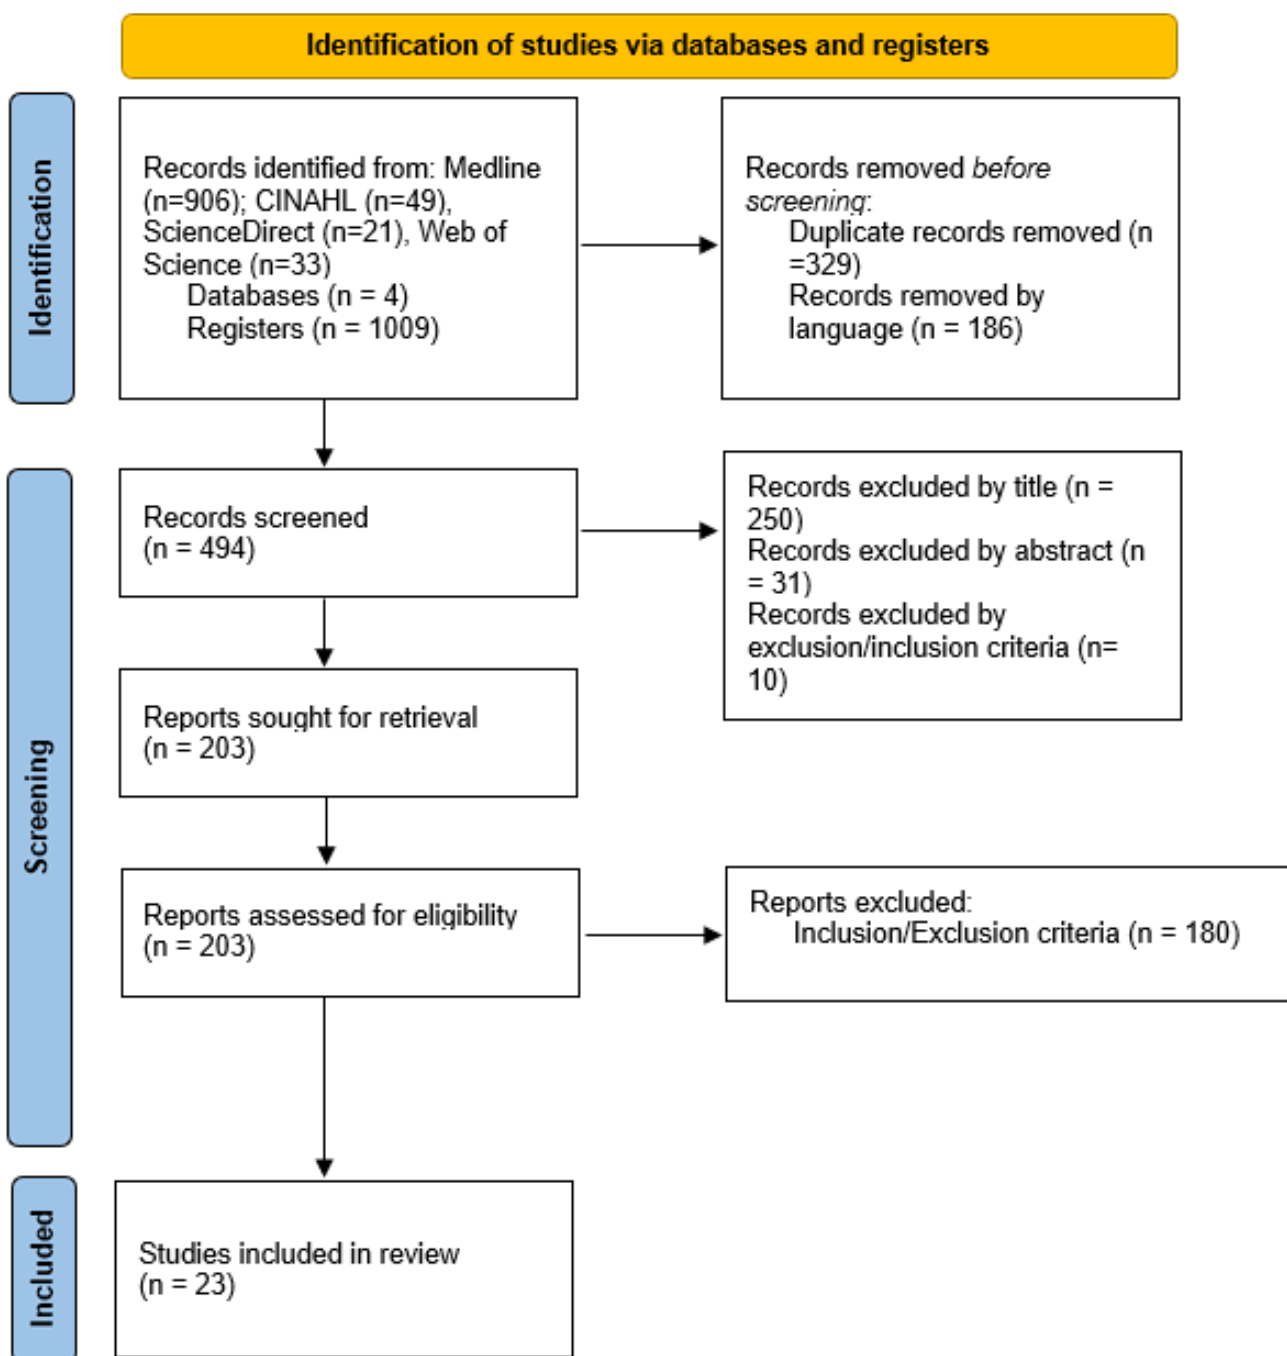 Identification of studies via databases and registers
Identification
Records identified from: Medline
(n=906); CINAHL (n=49),
ScienceDirect (n=21), Web of
Science (n=33)
Databases (n = 4)
Registers (n = 1009)
Records removed before
screening:
Duplicate records removed (n
=329)
Records removed by
language (n = 186)
Screening
Records screened
(n = 494)
Records excluded by title (n =
250)
Records excluded by abstract (n
= 31)
Records excluded by
exclusion/inclusion criteria (n=
10)
Reports sought for retrieval
(n = 203)
Reports assessed for eligibility
(n = 203)
Reports excluded:
Inclusion/Exclusion criteria (n = 180)
Included
Studies included in review
(n = 23)